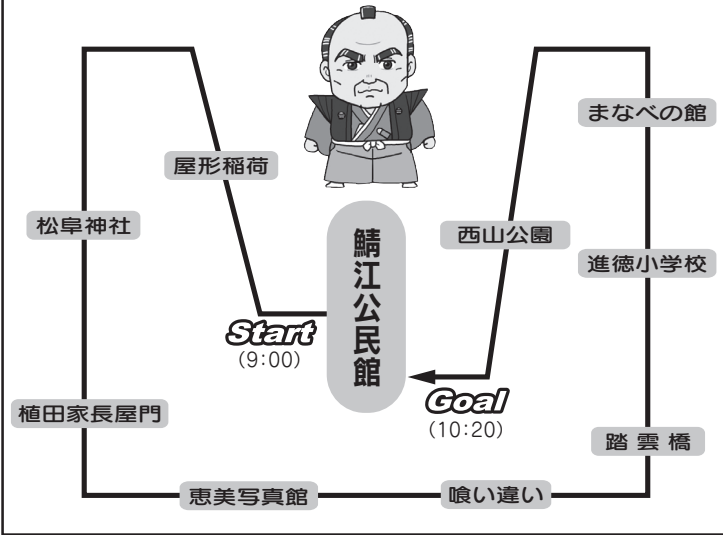 鯖江公民館
Start
(9:00)
屋形稲荷
松阜神社
植田家長屋門
恵美写真館
喰い違い
踏雲橋
進徳小学校
まなべの館
西山公園
Goal
(10:20)